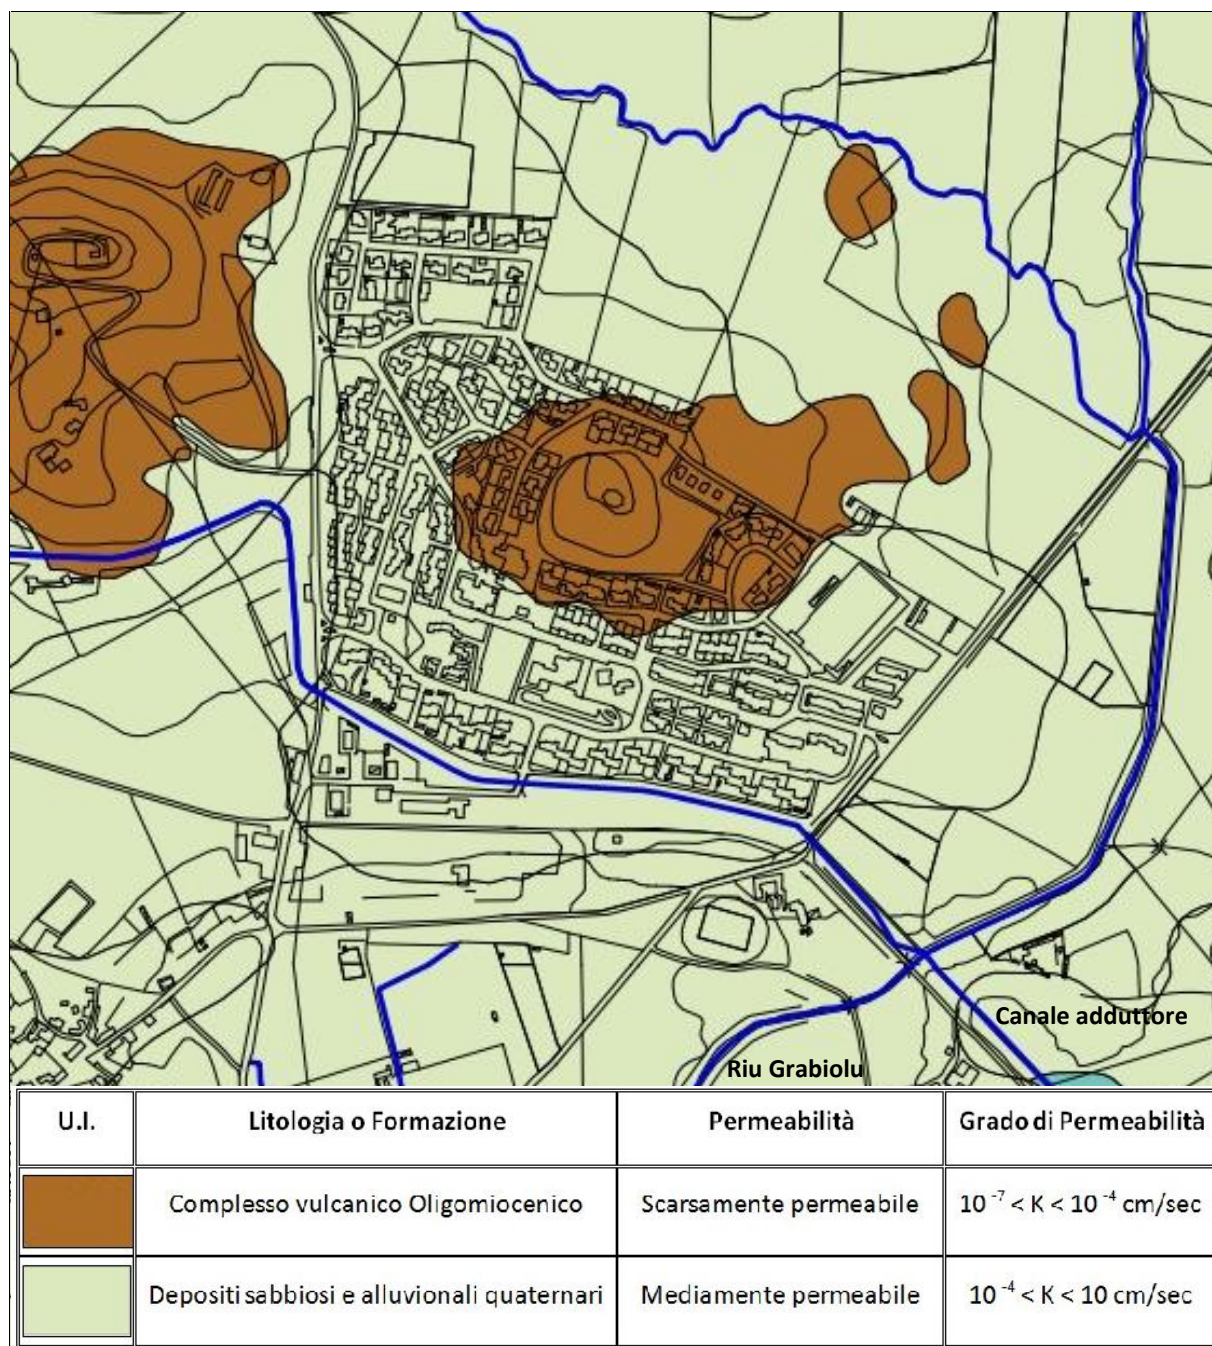 Canale adduttore
Riu Grabiolu
U.I. Litologia o Formazione Permeabilità Grado di Permeabilità
Complesso vulcanico Oligomiocenico Scarsamente permeabile 10⁻⁷ < K < 10⁻⁴ cm/sec
Depositi sabbiosi e alluvionali quaternari Mediamente permeabile 10⁻⁴ < K < 10 cm/sec